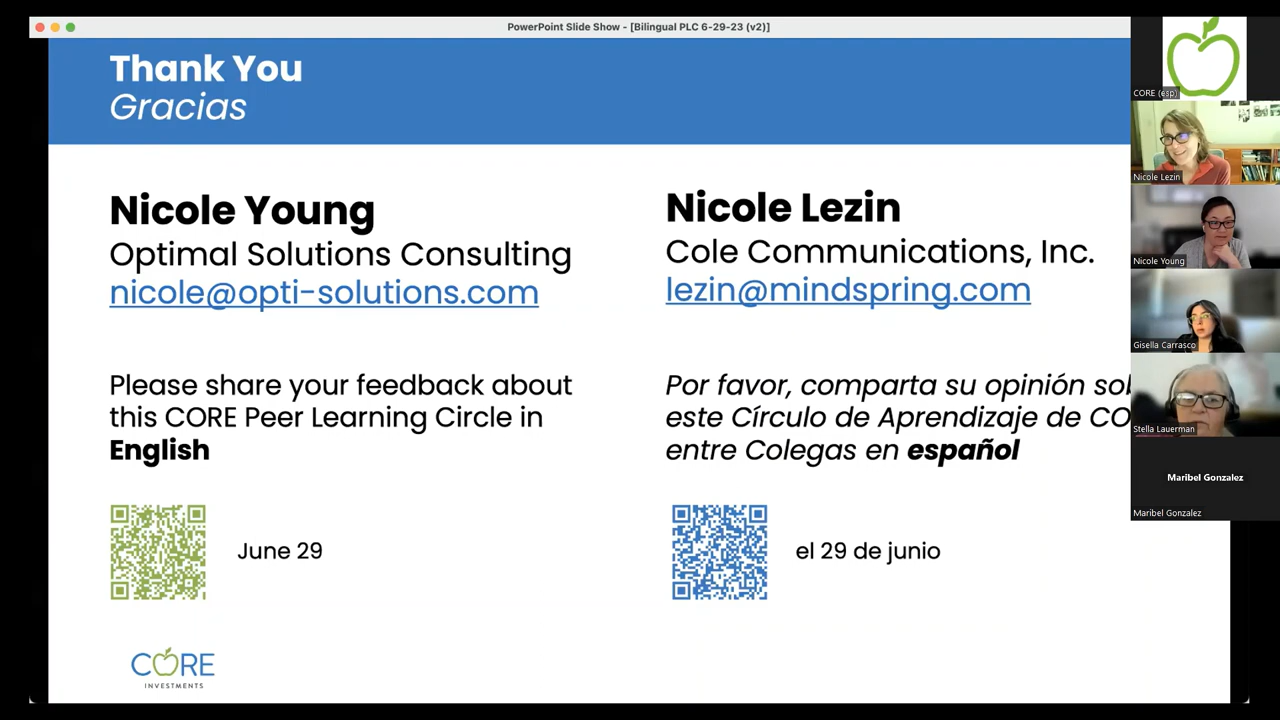 PowerPoint Slide Show - [Bilingual PLC 6-29-23 (v2)]
Thank You
Gracias
Nicole Young
Optimal Solutions Consulting
nicole@opti-solutions.com
Nicole Lezin
Cole Communications, Inc.
lezin@mindspring.com
Please share your feedback about
this CORE Peer Learning Circle in
English
Por favor, comparta su opinión so
este Círculo de Aprendizaje de CO
entre Colegas en español
June 29
el 29 de junio
CORE
INVESTMENTS
CORE (esp)
Nicole Lezin
Nicole Young
Gisella Carrasco
Stella Lauerman
Maribel Gonzalez
Maribel Gonzalez